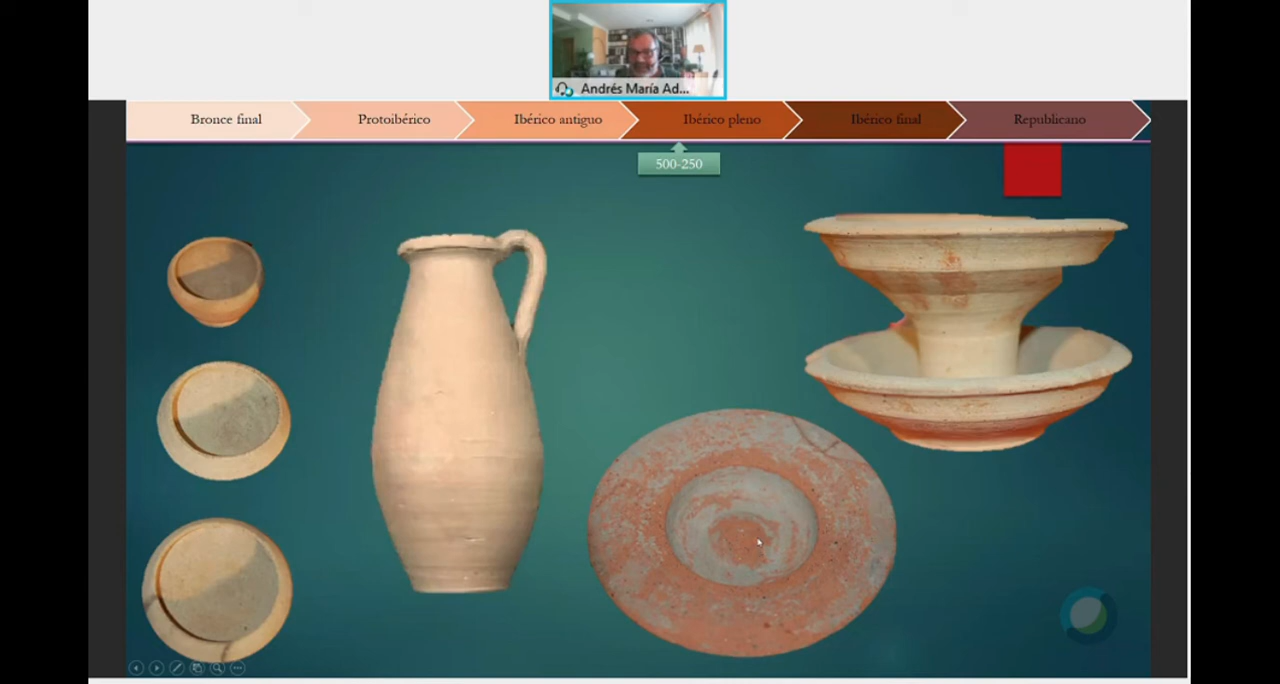 Andrés María Ad...
Bronce final
Protoibérico
Ibérico antiguo
Ibérico pleno
Ibérico final
Republicano
500-250